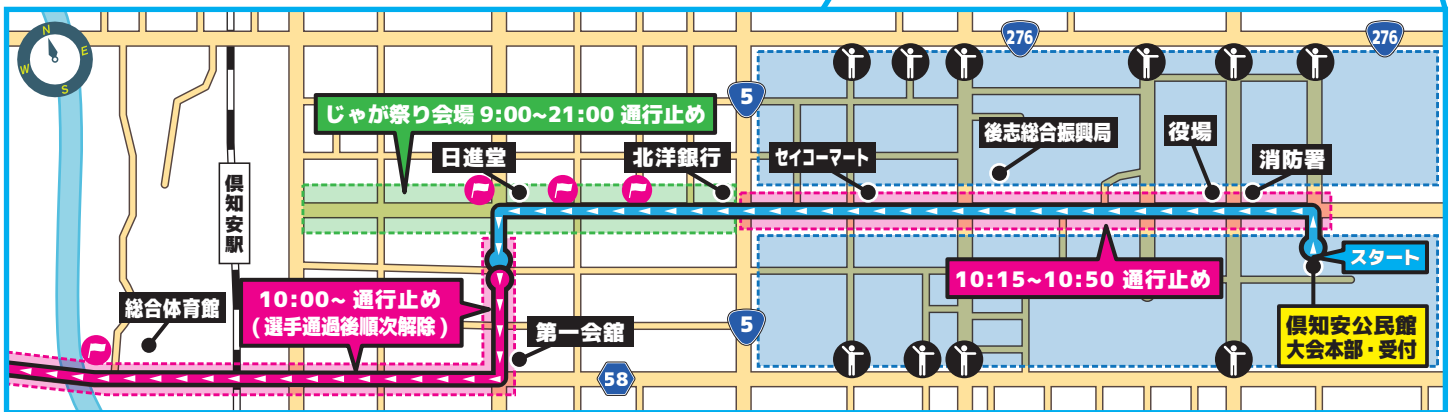 N
E
W
S
276
276
5
じゃが祭り会場 9:00~21:00 通行止め
日進堂
北洋銀行
セイコーマート
後志総合振興局
役場
消防署
倶知安駅
スタート
10:15~10:50 通行止め
10:00~ 通行止め
(選手通過後順次解除)
総合体育館
第一会舘
5
58
倶知安公民館
大会本部・受付